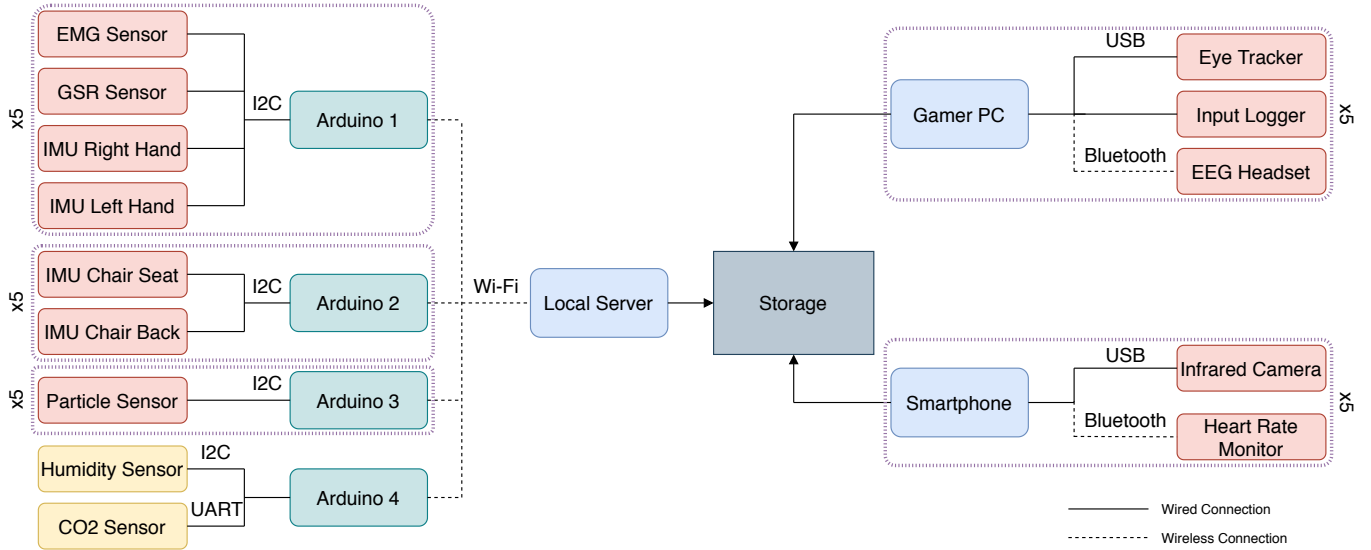 EMG Sensor
GSR Sensor
IMU Right Hand
IMU Left Hand
x5
I2C
Arduino 1
IMU Chair Seat
IMU Chair Back
x5
I2C
Arduino 2
Particle Sensor
x5
I2C
Arduino 3
Humidity Sensor
CO2 Sensor
I2C
UART
Arduino 4
Wi-Fi
Local Server
Storage
Gamer PC
USB
Bluetooth
Eye Tracker
Input Logger
EEG Headset
x5
Smartphone
USB
Bluetooth
Infrared Camera
Heart Rate
Monitor
x5
Wired Connection
Wireless Connection